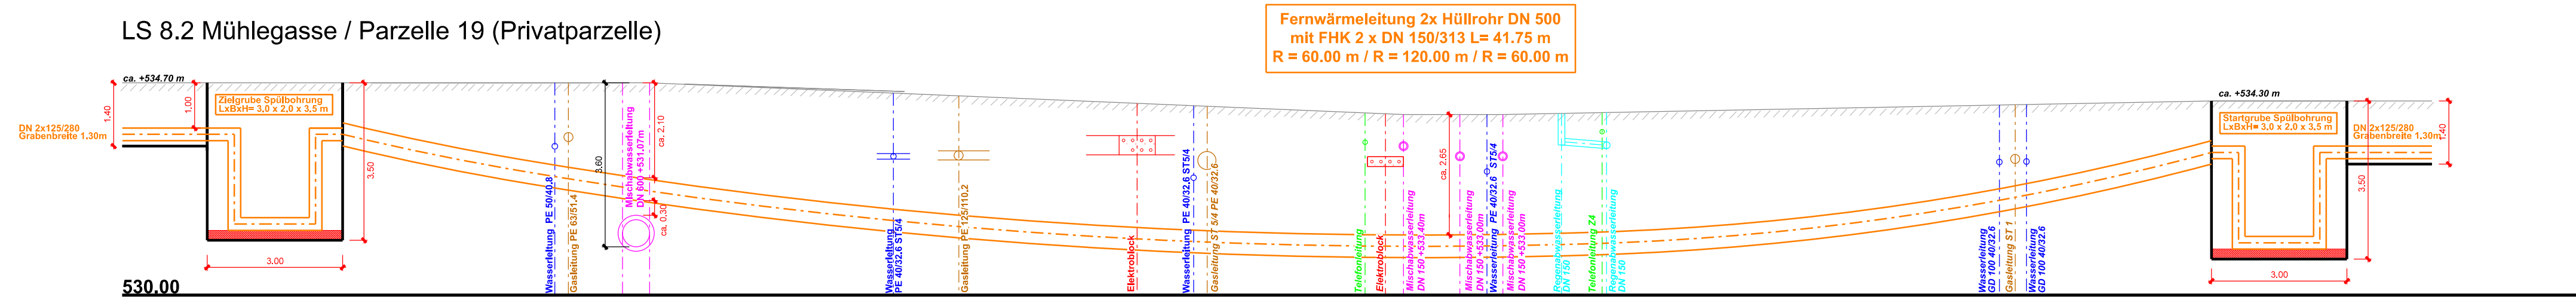 LS 8.2 Mühlegasse / Parzelle 19 (Privatparzelle)
Fernwärmeleitung 2x Hüllrohr DN 500
mit FHK 2 x DN 150/313 L= 41.75 m
R = 60.00 m / R = 120.00 m / R = 60.00 m
ca. +534.70 m
1.40
1.00
Zielgrube Spülbohrung
LxBxH= 3,0 x 2,0 x 3,5 m
DN 2x125/280
Grabenbreite 1,30m
3.50
3.00
Wasserleitung PE 50/40.8
Gasleitung PE 63/51.4
3.60
Mischabwasserleitung
DN 600 +531.07m
ca. 2.10
ca. 0.30
Wasserleitung
PE 40/32.6 ST5/4
Gasleitung PE 125/110.2
Elektroblock
Wasserleitung PE 40/32.6 ST5/4
Gasleitung ST 5/4 PE 40/32.6
Telefonleitung
Elektroblock
Mischabwasserleitung
DN 150 +533.40m
ca. 2.65
Mischabwasserleitung
DN 150 +533.00m
Wasserleitung PE 40/32.6 ST5/4
Mischabwasserleitung
DN 150 +533.00m
Regenabwasserleitung
DN 150
Telefonleitung Z4
Regenabwasserleitung
DN 150
Wasserleitung
GD 100 40/32.6
Gasleitung ST 1
Wasserleitung
GD 100 40/32.6
ca. +534.30 m
Startgrube Spülbohrung
LxBxH= 3,0 x 2,0 x 3,5 m
DN 2x125/280
Grabenbreite 1,30m
1.40
3.50
3.00
530.00